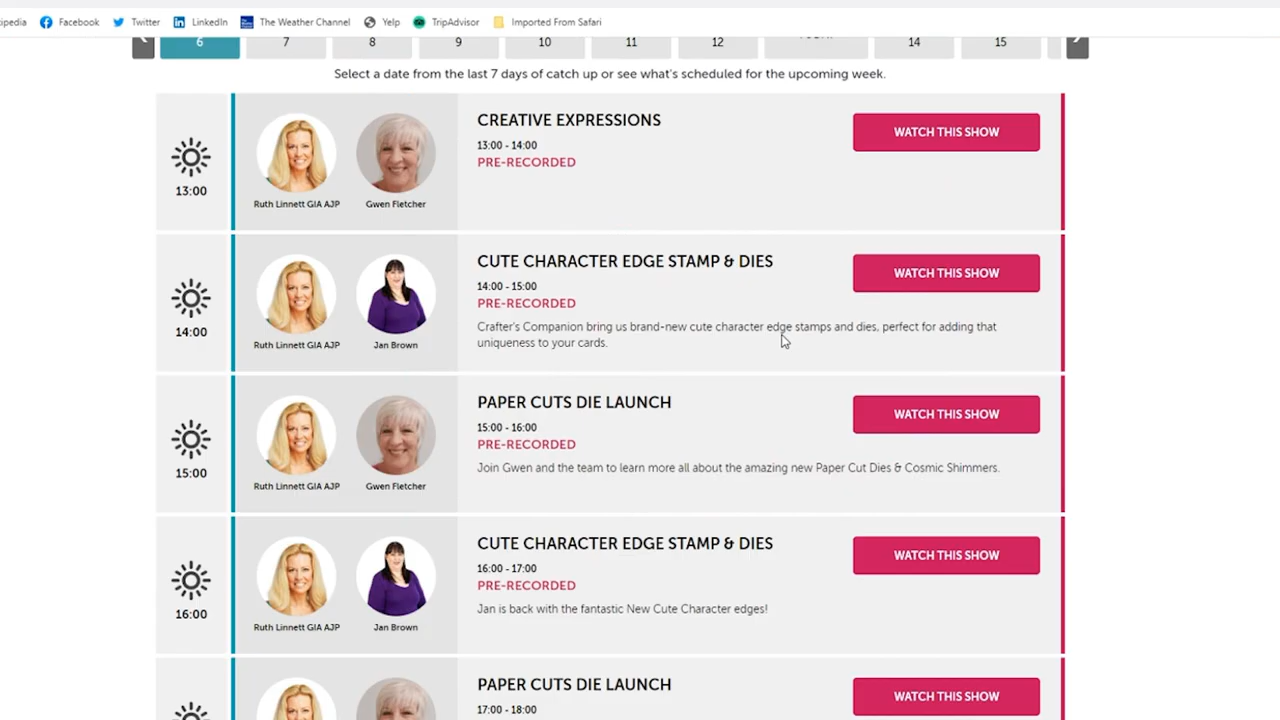 ipedia Facebook Twitter LinkedIn The Weather Channel Yelp TripAdvisor Imported From Safari
6 7 8 9 10 11 12 14 15
Select a date from the last 7 days of catch up or see what's scheduled for the upcoming week.
CREATIVE EXPRESSIONS
WATCH THIS SHOW
13:00 - 14:00
PRE-RECORDED
13:00
Ruth Linnett GIA AJP Gwen Fletcher
CUTE CHARACTER EDGE STAMP & DIES
WATCH THIS SHOW
14:00 - 15:00
PRE-RECORDED
Crafter's Companion bring us brand-new cute character edge stamps and dies, perfect for adding that
uniqueness to your cards.
14:00
Ruth Linnett GIA AJP Jan Brown
PAPER CUTS DIE LAUNCH
WATCH THIS SHOW
15:00 - 16:00
PRE-RECORDED
Join Gwen and the team to learn more all about the amazing new Paper Cut Dies & Cosmic Shimmers.
15:00
Ruth Linnett GIA AJP Gwen Fletcher
CUTE CHARACTER EDGE STAMP & DIES
WATCH THIS SHOW
16:00 - 17:00
PRE-RECORDED
Jan is back with the fantastic New Cute Character edges!
16:00
Ruth Linnett GIA AJP Jan Brown
PAPER CUTS DIE LAUNCH
WATCH THIS SHOW
17:00 - 18:00